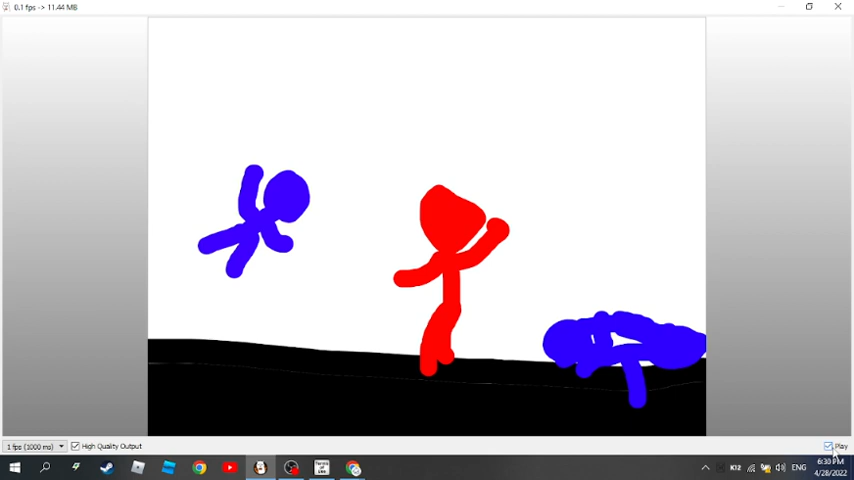 0.1 fps -> 11.44 MB
1 fps (1000 ms)
High Quality Output
Play
K12
ENG
6:30 PM
4/28/2022